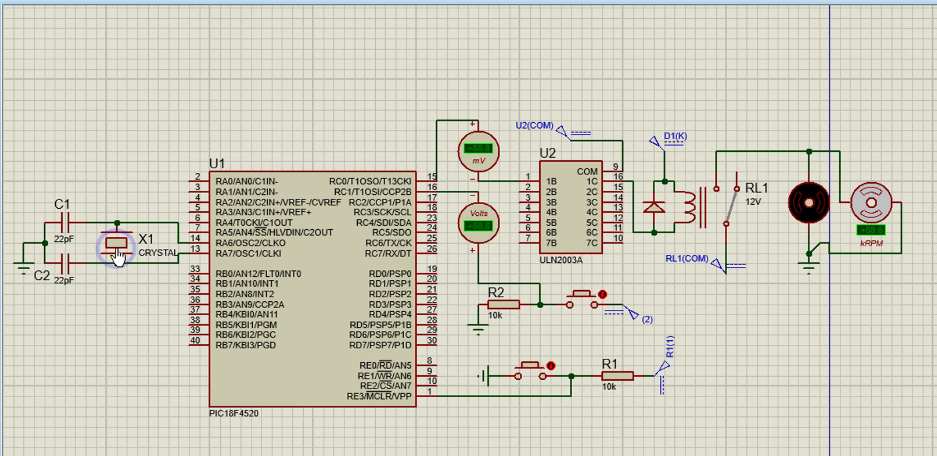 U1
2 RA0/AN0/C1IN-
3 RA1/AN1/C2IN-
4 RA2/AN2/C2IN+/VREF-/CVREF
5 RA3/AN3/C1IN+/VREF+
6 RA4/T0CKI/C1OUT
7 RA5/AN4/SS/HLVDIN/C2OUT
14 RA6/OSC2/CLKO
13 RA7/OSC1/CLKI
33 RB0/AN12/FLT0/INT0
34 RB1/AN10/INT1
35 RB2/AN8/INT2
36 RB3/AN9/CCP2A
37 RB4/KBI0/AN11
38 RB5/KBI1/PGM
39 RB6/KBI2/PGC
40 RB7/KBI3/PGD
RC0/T1OSO/T13CKI 15
RC1/T1OSI/CCP2B 16
RC2/CCP1/P1A 17
RC3/SCK/SCL 18
RC4/SDI/SDA 23
RC5/SDO 24
RC6/TX/CK 25
RC7/RX/DT 26
RD0/PSP0 19
RD1/PSP1 20
RD2/PSP2 21
RD3/PSP3 22
RD4/PSP4 27
RD5/PSP5/P1B 28
RD6/PSP6/P1C 29
RD7/PSP7/P1D 30
RE0/RD/AN5 8
RE1/WR/AN6 9
RE2/CS/AN7 10
RE3/MCLR/VPP 1
PIC18F4520
C1
22pF
C2
22pF
X1
CRYSTAL
+
mV
-
+
Volts
-
U2(COM)
U2
COM 9
1 1B 1C 16
2 2B 2C 15
3 3B 3C 14
4 4B 4C 13
5 5B 5C 12
6 6B 6C 11
7 7B 7C 10
ULN2003A
D1(K)
RL1
12V
RL1(COM)
kRPM
R2
10k
(2)
R1
10k
R1(1)